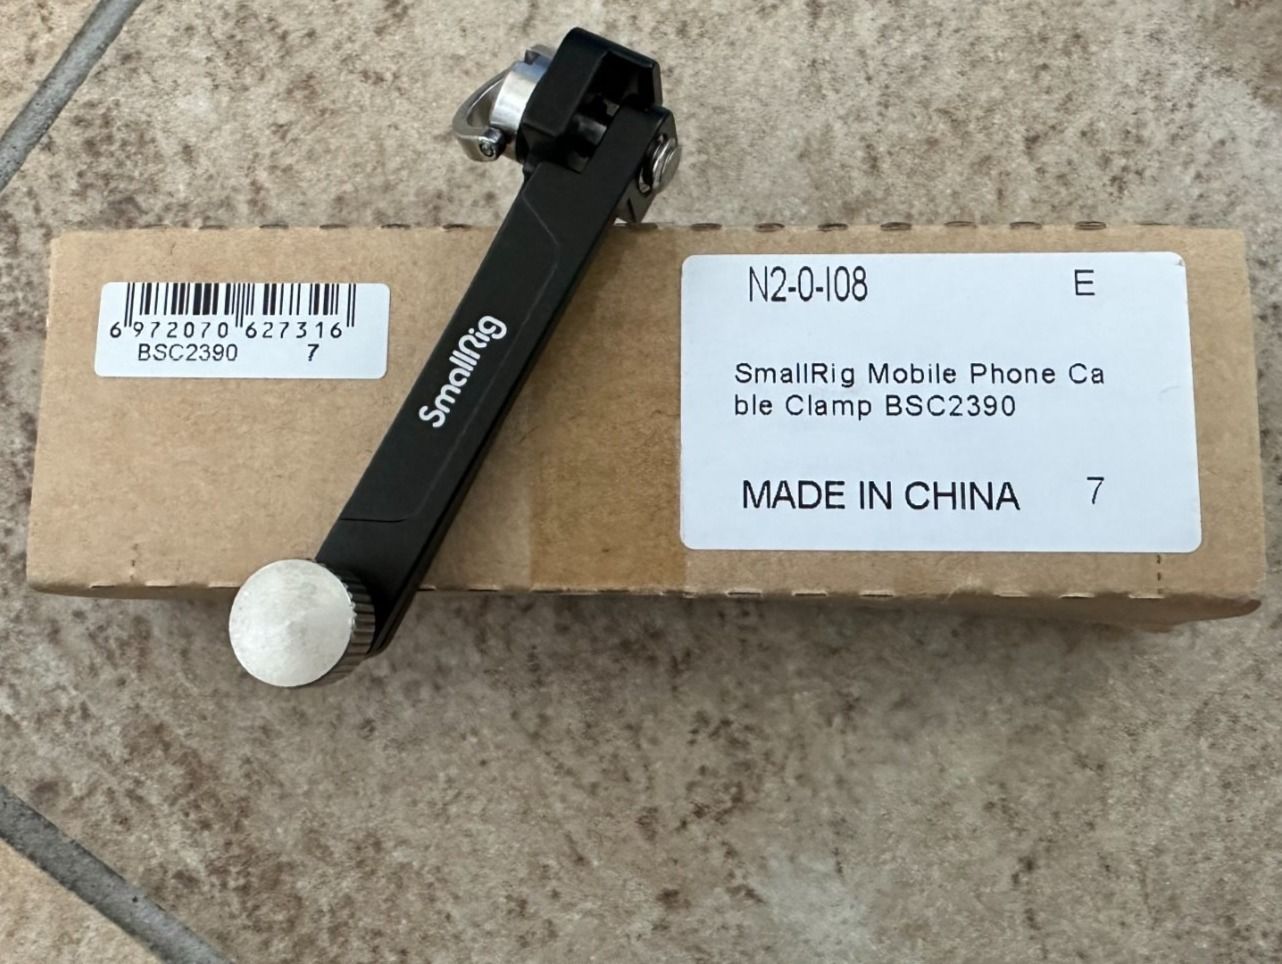 6 972070 627316
BSC2390 7
SmallRig
N2-0-I08 E
SmallRig Mobile Phone Ca
ble Clamp BSC2390
MADE IN CHINA 7